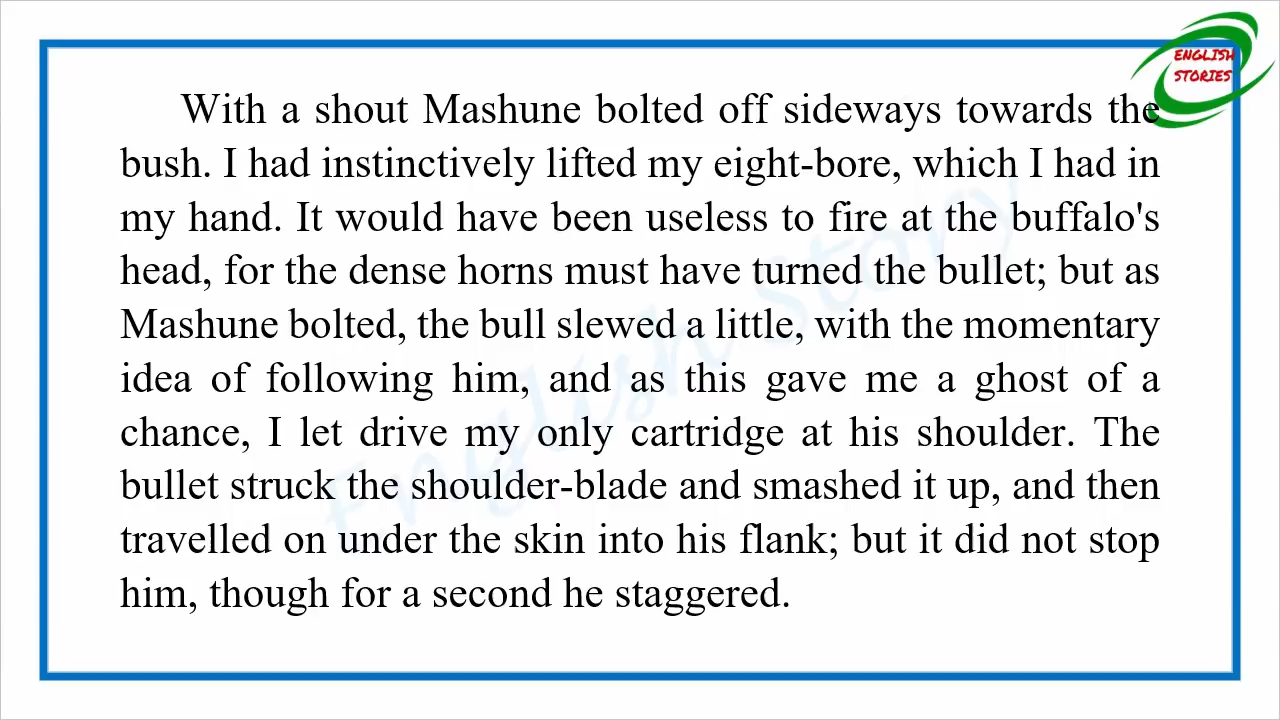 ENGLISH
STORIES
With a shout Mashune bolted off sideways towards the
bush. I had instinctively lifted my eight-bore, which I had in
my hand. It would have been useless to fire at the buffalo's
head, for the dense horns must have turned the bullet; but as
Mashune bolted, the bull slewed a little, with the momentary
idea of following him, and as this gave me a ghost of a
chance, I let drive my only cartridge at his shoulder. The
bullet struck the shoulder-blade and smashed it up, and then
travelled on under the skin into his flank; but it did not stop
him, though for a second he staggered.
English Story